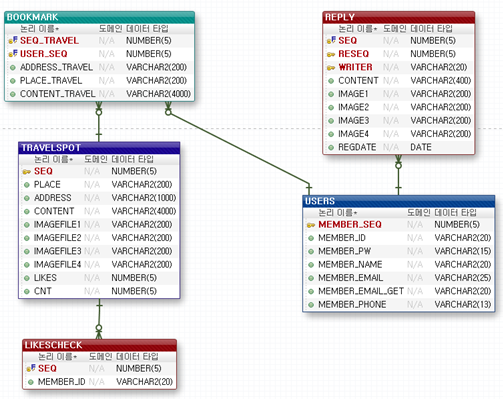 BOOKMARK
논리 이름* 도메인 데이터 타입
SEQ_TRAVEL N/A NUMBER(5)
USER_SEQ N/A NUMBER(5)
ADDRESS_TRAVEL N/A VARCHAR2(200)
PLACE_TRAVEL N/A VARCHAR2(200)
CONTENT_TRAVEL N/A VARCHAR2(4000)
REPLY
논리 이름* 도메인 데이터 타입
SEQ N/A NUMBER(5)
RESEQ N/A NUMBER(5)
WRITER N/A VARCHAR2(20)
CONTENT N/A VARCHAR2(400)
IMAGE1 N/A VARCHAR2(200)
IMAGE2 N/A VARCHAR2(200)
IMAGE3 N/A VARCHAR2(200)
IMAGE4 N/A VARCHAR2(200)
REGDATE N/A DATE
TRAVELSPOT
논리 이름* 도메인 데이터 타입
SEQ N/A NUMBER(5)
PLACE N/A VARCHAR2(200)
ADDRESS N/A VARCHAR2(1000)
CONTENT N/A VARCHAR2(4000)
IMAGEFILE1 N/A VARCHAR2(200)
IMAGEFILE2 N/A VARCHAR2(200)
IMAGEFILE3 N/A VARCHAR2(200)
IMAGEFILE4 N/A VARCHAR2(200)
LIKES N/A NUMBER(5)
CNT N/A NUMBER(5)
USERS
논리 이름* 도메인 데이터 타입
MEMBER_SEQ N/A NUMBER(5)
MEMBER_ID N/A VARCHAR2(20)
MEMBER_PW N/A VARCHAR2(15)
MEMBER_NAME N/A VARCHAR2(20)
MEMBER_EMAIL N/A VARCHAR2(25)
MEMBER_EMAIL_GET N/A VARCHAR2(20)
MEMBER_PHONE N/A VARCHAR2(13)
LIKESCHECK
논리 이름* 도메인 데이터 타입
SEQ N/A NUMBER(5)
MEMBER_ID N/A VARCHAR2(20)